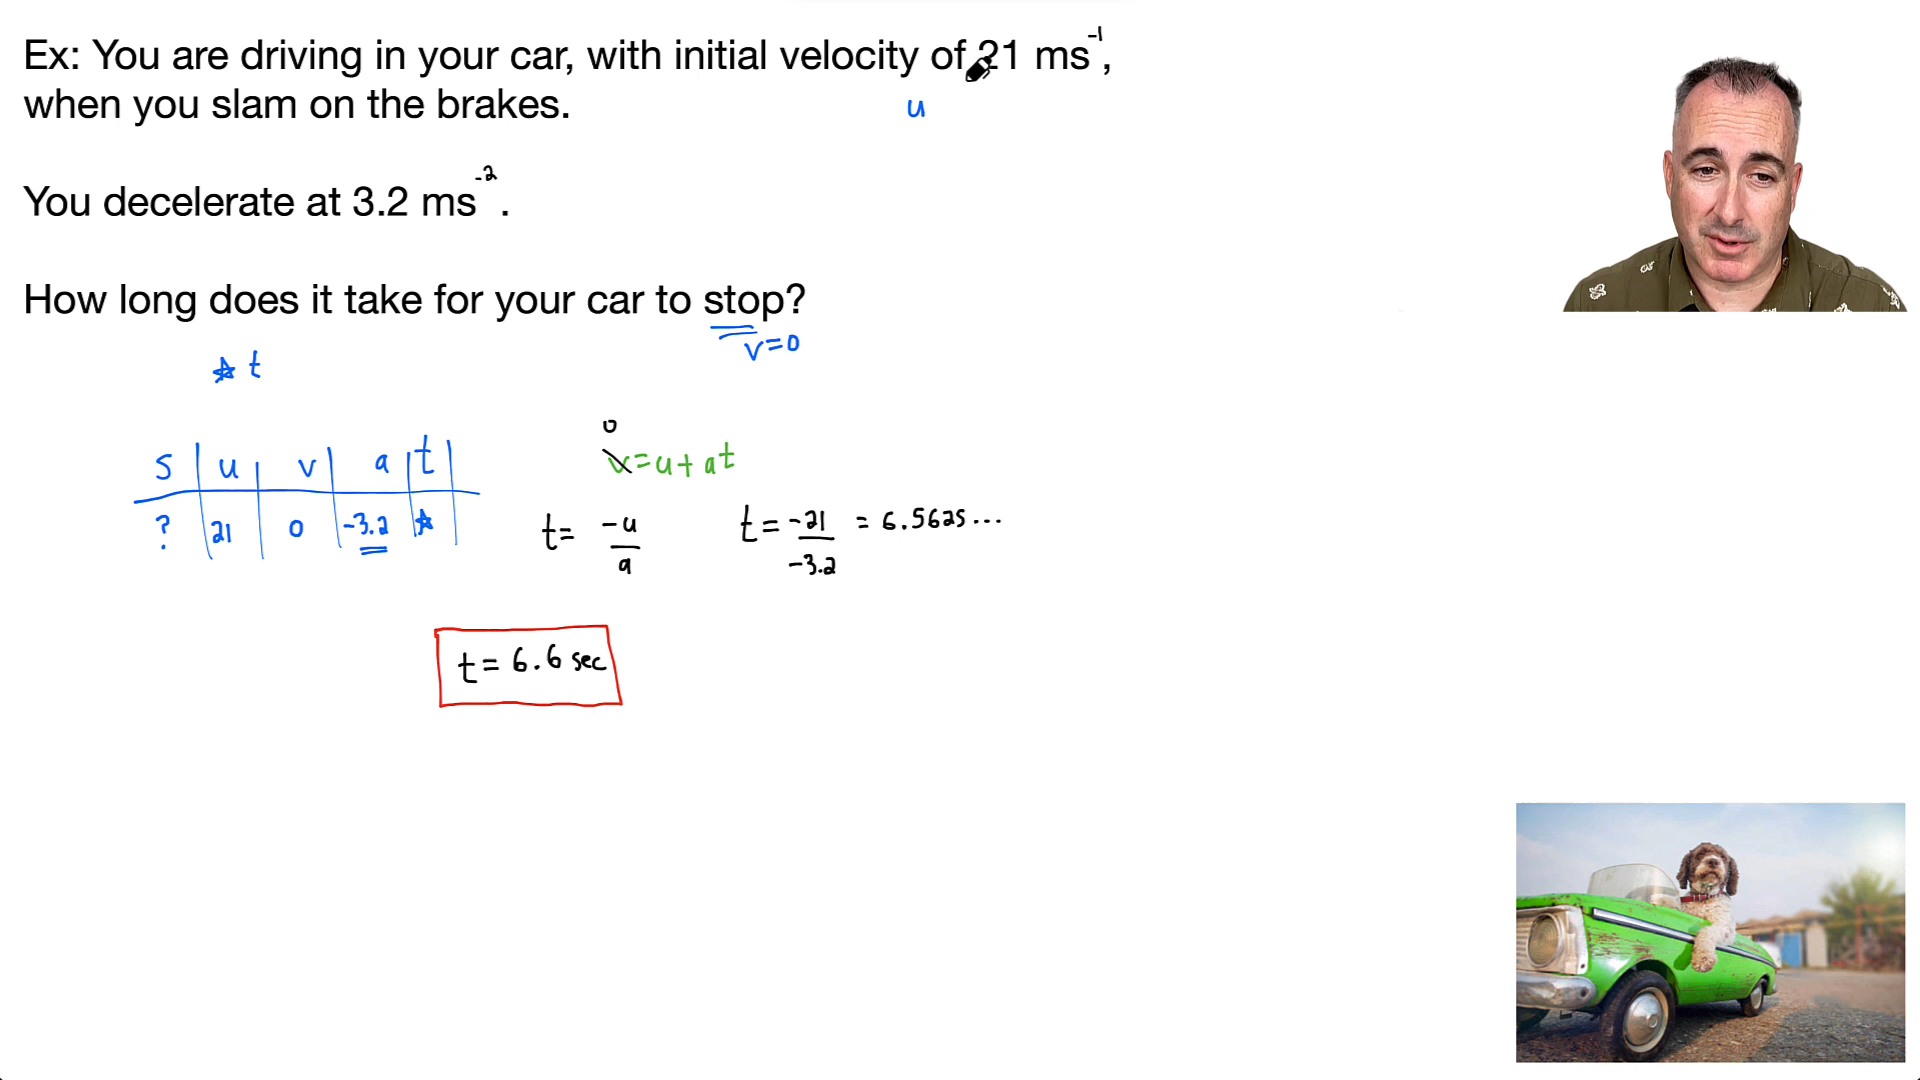 Ex: You are driving in your car, with initial velocity of 21 ms⁻¹,
when you slam on the brakes.
u
You decelerate at 3.2 ms⁻².
How long does it take for your car to stop?
v=0
☆ t
s | u | v | a | t
? | 21 | 0 | -3.2 | ☆
0
v=u+at
t= -u/a
t= -21/-3.2 = 6.5625...
t= 6.6 sec